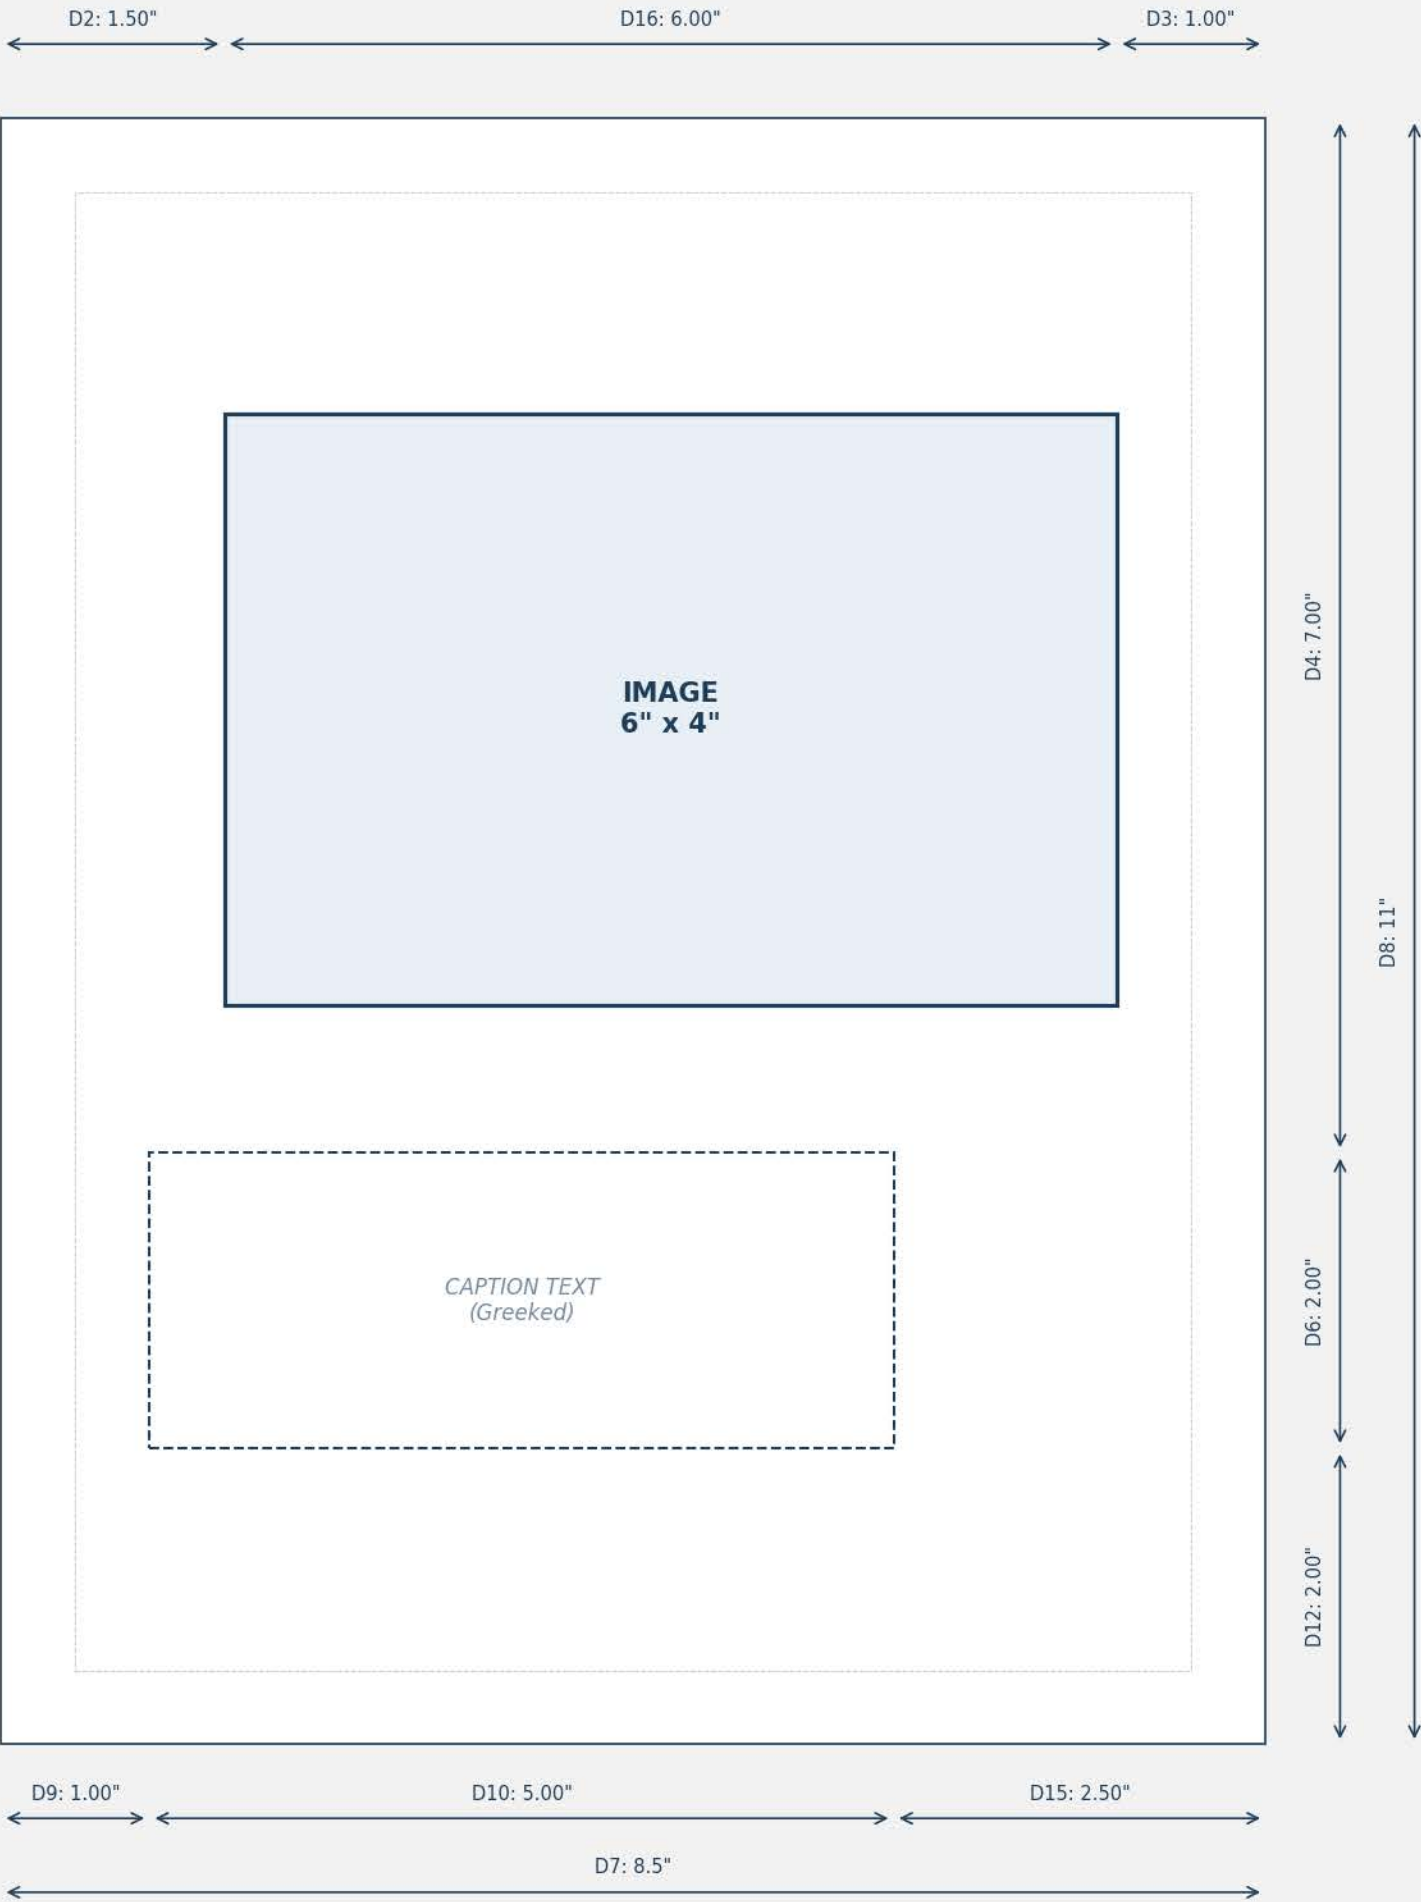 D2: 1.50"
D16: 6.00"
D3: 1.00"
IMAGE
6" x 4"
D4: 7.00"
D8: 11"
CAPTION TEXT
(Greeked)
D6: 2.00"
D12: 2.00"
D9: 1.00"
D10: 5.00"
D15: 2.50"
D7: 8.5"